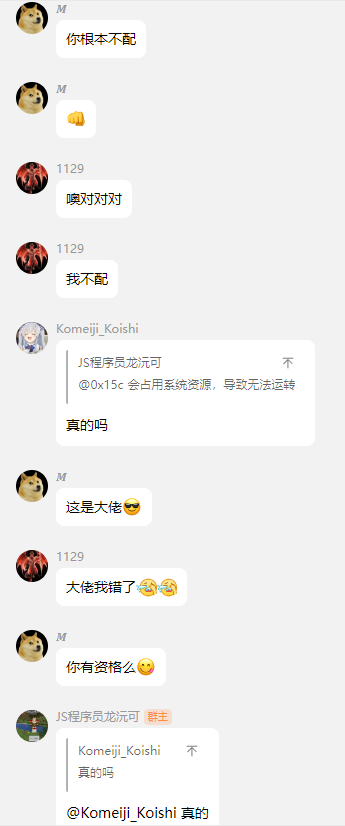 M
你根本不配
M
👊
1129
噢对对对
1129
我不配
Komeiji_Koishi
JS程序员龙沅可
@0x15c 会占用系统资源，导致无法运转
真的吗
M
这是大佬😎
1129
大佬我错了😂😂
M
你有资格么😋
JS程序员龙沅可 群主
Komeiji_Koishi
真的吗
@Komeiji_Koishi 真的